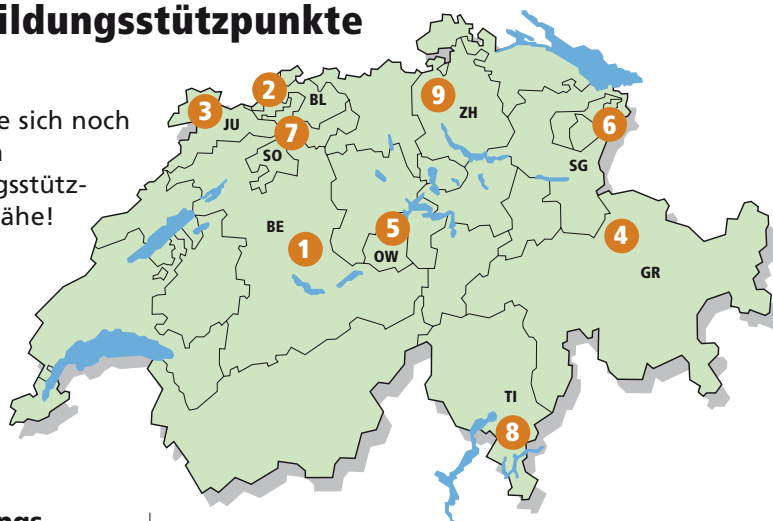 ildungsstützpunkte
e sich noch
gsstütz-
ähe!
2
BL
3
JU
9
ZH
7
SO
6
SG
BE
1
5
OW
4
GR
TI
8